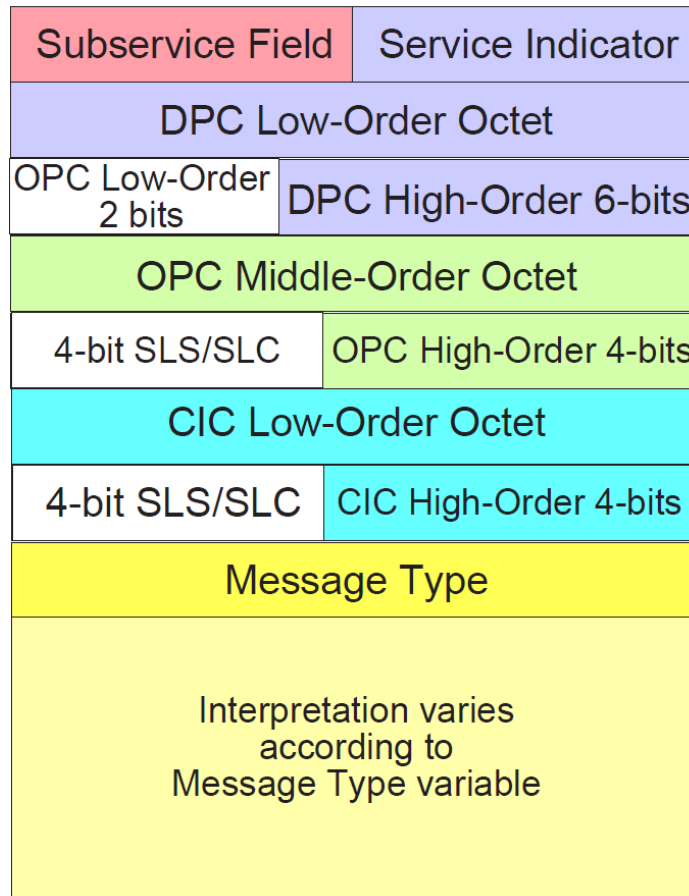 Subservice Field
Service Indicator
DPC Low-Order Octet
OPC Low-Order
2 bits
DPC High-Order 6-bits
OPC Middle-Order Octet
4-bit SLS/SLC
OPC High-Order 4-bits
CIC Low-Order Octet
4-bit SLS/SLC
CIC High-Order 4-bits
Message Type
Interpretation varies
according to
Message Type variable